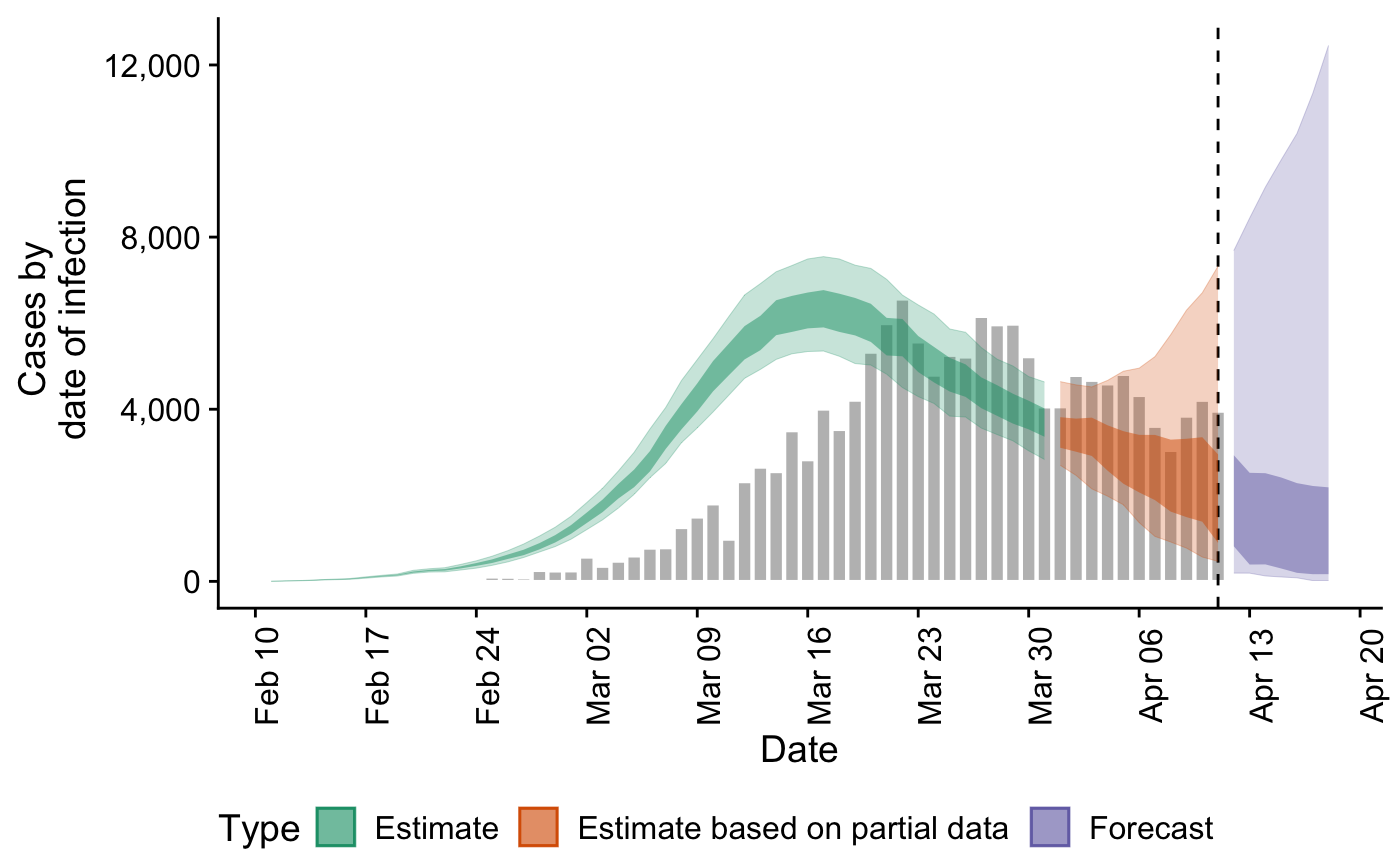 12,000
8,000
4,000
0
Cases by
date of infection
Feb 10
Feb 17
Feb 24
Mar 02
Mar 09
Mar 16
Mar 23
Mar 30
Apr 06
Apr 13
Apr 20
Date
Type
Estimate
Estimate based on partial data
Forecast